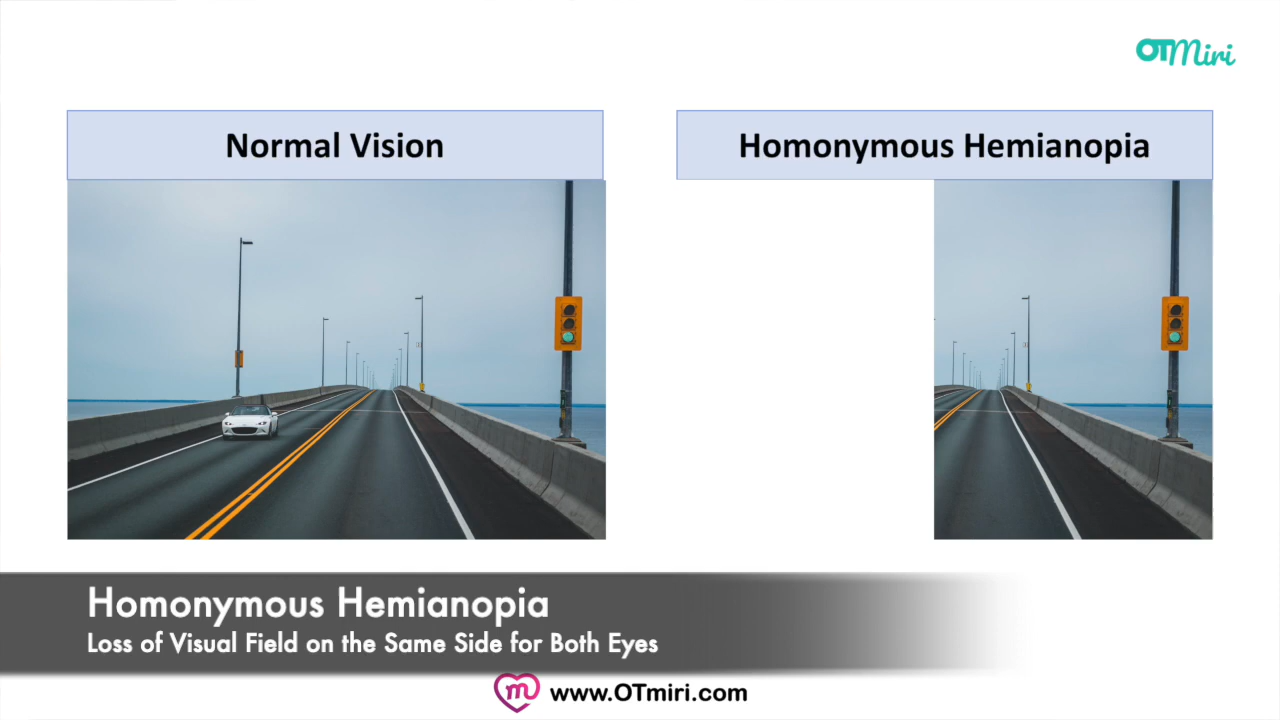 OTmiri
Normal Vision
Homonymous Hemianopia
Homonymous Hemianopia
Loss of Visual Field on the Same Side for Both Eyes
m www.OTmiri.com